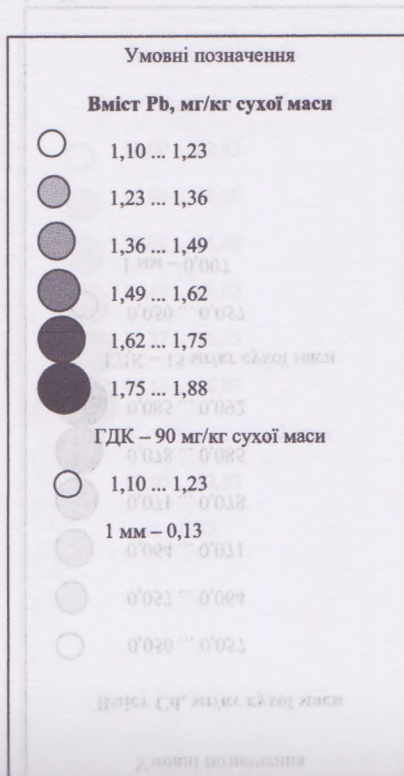 Умовні позначення
Вміст Pb, мг/кг сухої маси
1,10 ... 1,23
1,23 ... 1,36
1,36 ... 1,49
1,49 ... 1,62
1,62 ... 1,75
1,75 ... 1,88
ГДК – 90 мг/кг сухої маси
1,10 ... 1,23
1 мм – 0,13